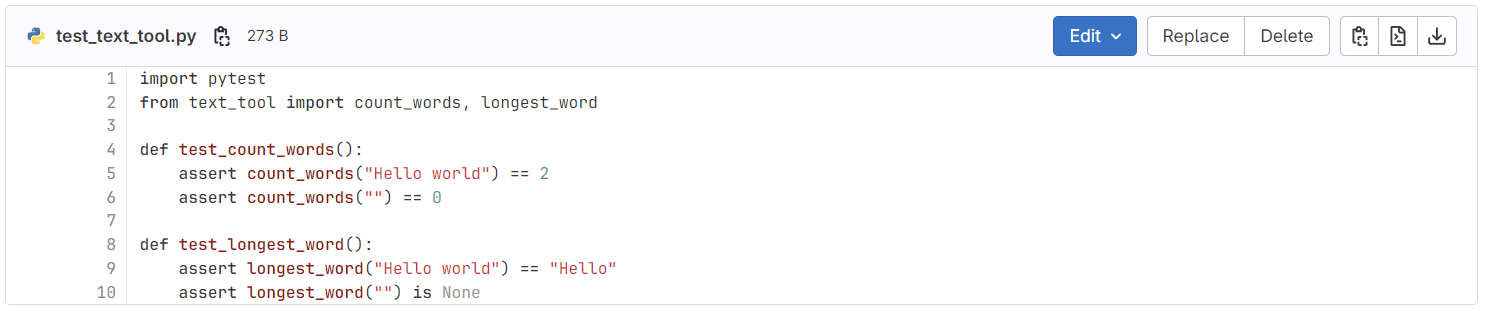 test_text_tool.py 273 B Edit Replace Delete
1 import pytest
2 from text_tool import count_words, longest_word
3
4 def test_count_words():
5     assert count_words("Hello world") == 2
6     assert count_words("") == 0
7
8 def test_longest_word():
9     assert longest_word("Hello world") == "Hello"
10     assert longest_word("") is None